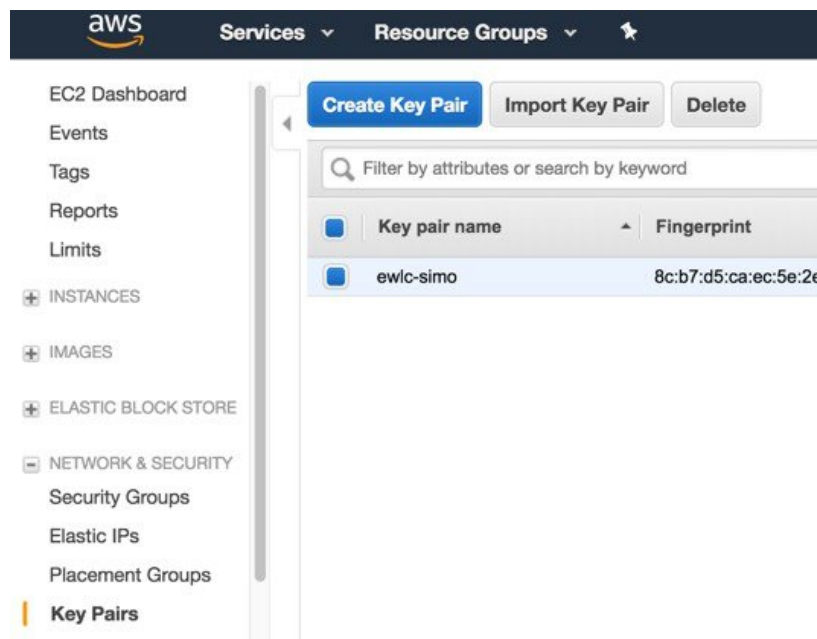 aws Services Resource Groups
EC2 Dashboard
Events
Tags
Reports
Limits
INSTANCES
IMAGES
ELASTIC BLOCK STORE
NETWORK & SECURITY
Security Groups
Elastic IPs
Placement Groups
Key Pairs
Create Key Pair Import Key Pair Delete
Filter by attributes or search by keyword
Key pair name Fingerprint
ewlc-simo 8c:b7:d5:ca:ec:5e:2e